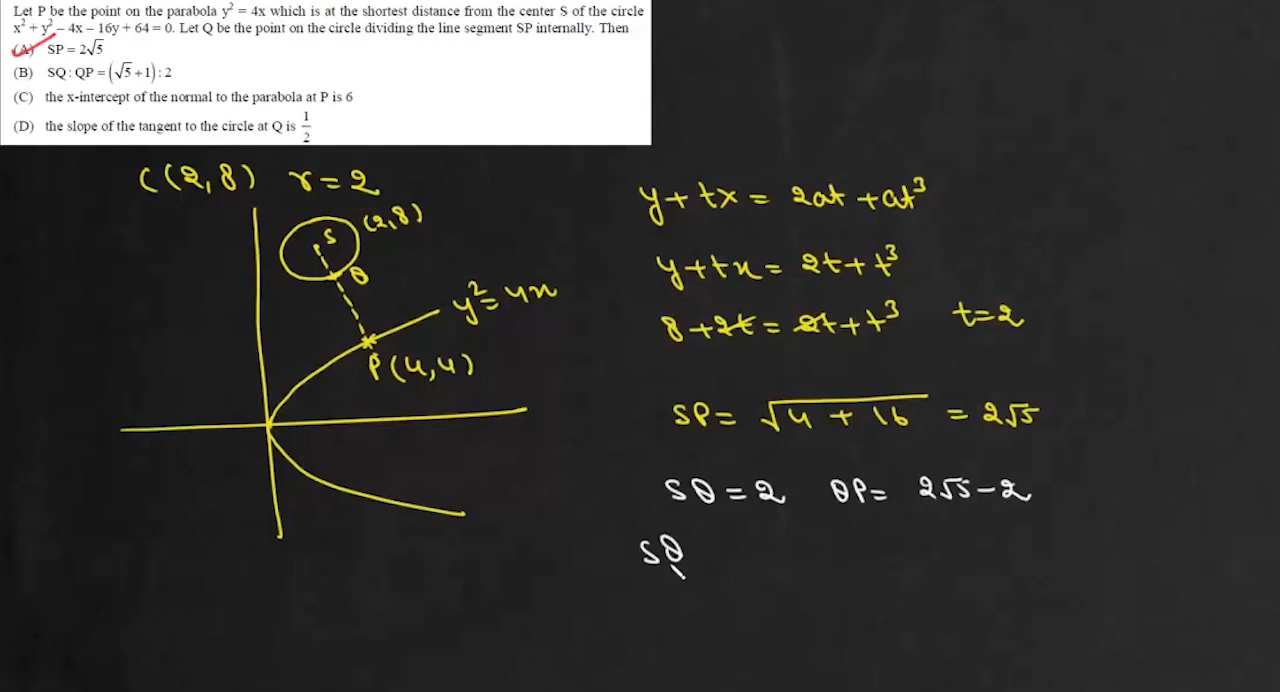 Let P be the point on the parabola y² = 4x which is at the shortest distance from the center S of the circle
x² + y² – 4x – 16y + 64 = 0. Let Q be the point on the circle dividing the line segment SP internally. Then
(A) SP = 2√5
(B) SQ : QP = (√5 + 1) : 2
(C) the x-intercept of the normal to the parabola at P is 6
(D) the slope of the tangent to the circle at Q is 1/2
C(2,8) r=2
S (2,8)
Q
y²=4x
P(4,4)
y+tx = 2at + at³
y+tx = 2t + t³
8+2t = 2t + t³ t=2
SP = √4 + 16 = 2√5
SQ = 2 QP = 2√5 - 2
SQ